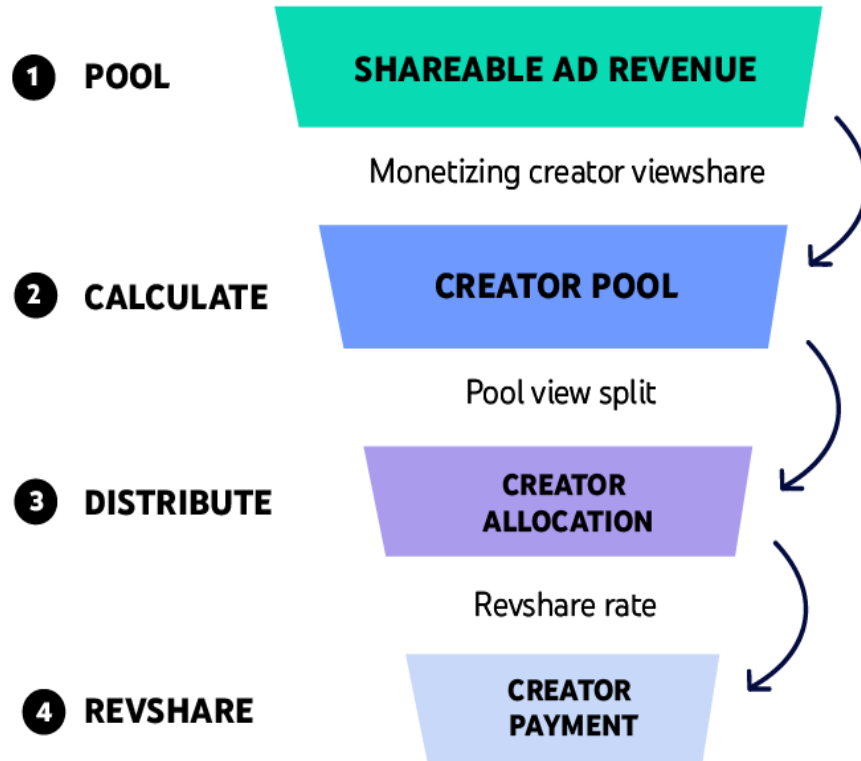 1 POOL
SHAREABLE AD REVENUE
Monetizing creator viewshare
2 CALCULATE
CREATOR POOL
Pool view split
3 DISTRIBUTE
CREATOR
ALLOCATION
Revshare rate
4 REVSHARE
CREATOR
PAYMENT